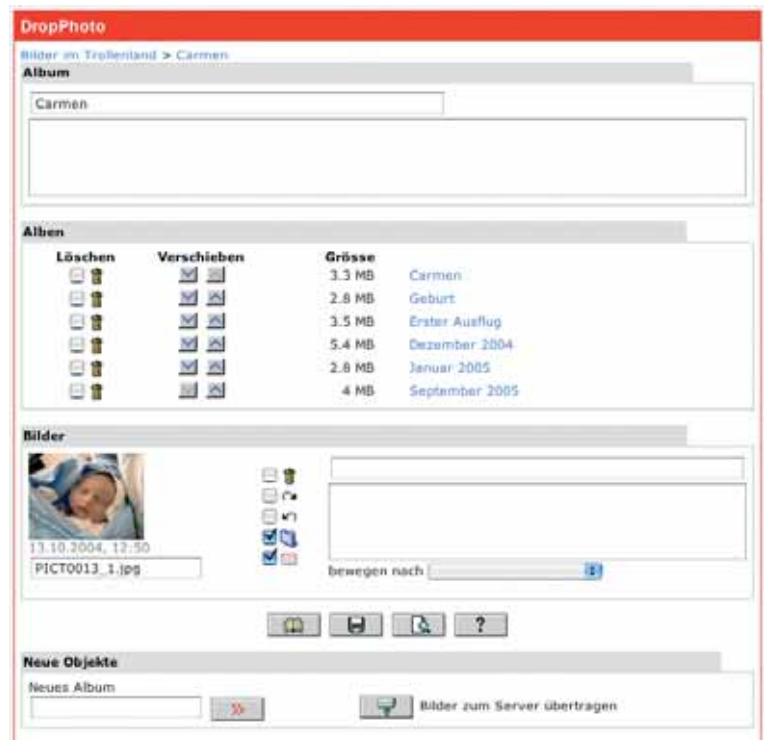 DropPhoto
Bilder im Trollenland > Carmen
Album
Carmen
Alben
Löschen Verschieben Grösse
3.3 MB Carmen
2.8 MB Geburt
3.5 MB Erster Ausflug
5.4 MB Dezember 2004
2.8 MB Januar 2005
4 MB September 2005
Bilder
13.10.2004, 12:50
PICT0013_1.jpg
bewegen nach
?
Neue Objekte
Neues Album
>> Bilder zum Server übertragen